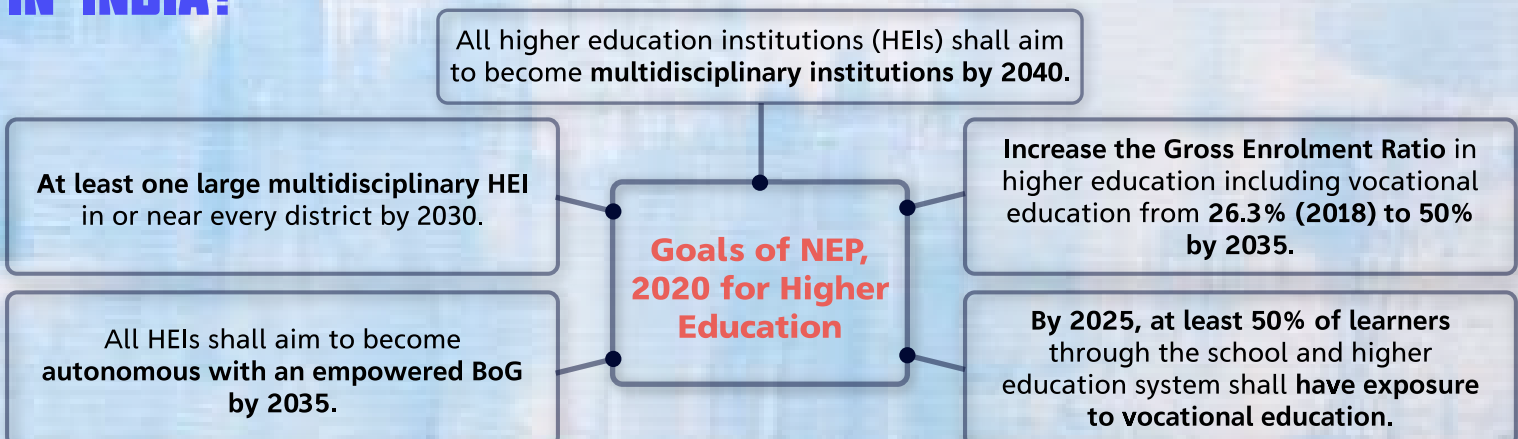 IN INDIA?
All higher education institutions (HEIs) shall aim
to become multidisciplinary institutions by 2040.
At least one large multidisciplinary HEI
in or near every district by 2030.
Increase the Gross Enrolment Ratio in
higher education including vocational
education from 26.3% (2018) to 50%
by 2035.
Goals of NEP,
2020 for Higher
Education
All HEIs shall aim to become
autonomous with an empowered BoG
by 2035.
By 2025, at least 50% of learners
through the school and higher
education system shall have exposure
to vocational education.